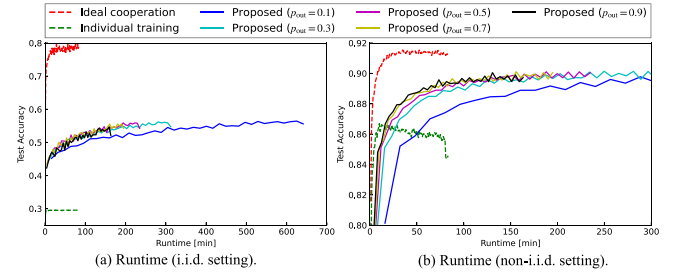 Ideal cooperation Proposed (p_out = 0.1) Proposed (p_out = 0.5) Proposed (p_out = 0.9)
Individual training Proposed (p_out = 0.3) Proposed (p_out = 0.7)
0.8
0.7
0.6
0.5
0.4
0.3
Test Accuracy
0 100 200 300 400 500 600 700
Runtime [min]
(a) Runtime (i.i.d. setting).
0.92
0.90
0.88
0.86
0.84
0.82
0.80
Test Accuracy
0 50 100 150 200 250 300
Runtime [min]
(b) Runtime (non-i.i.d. setting).